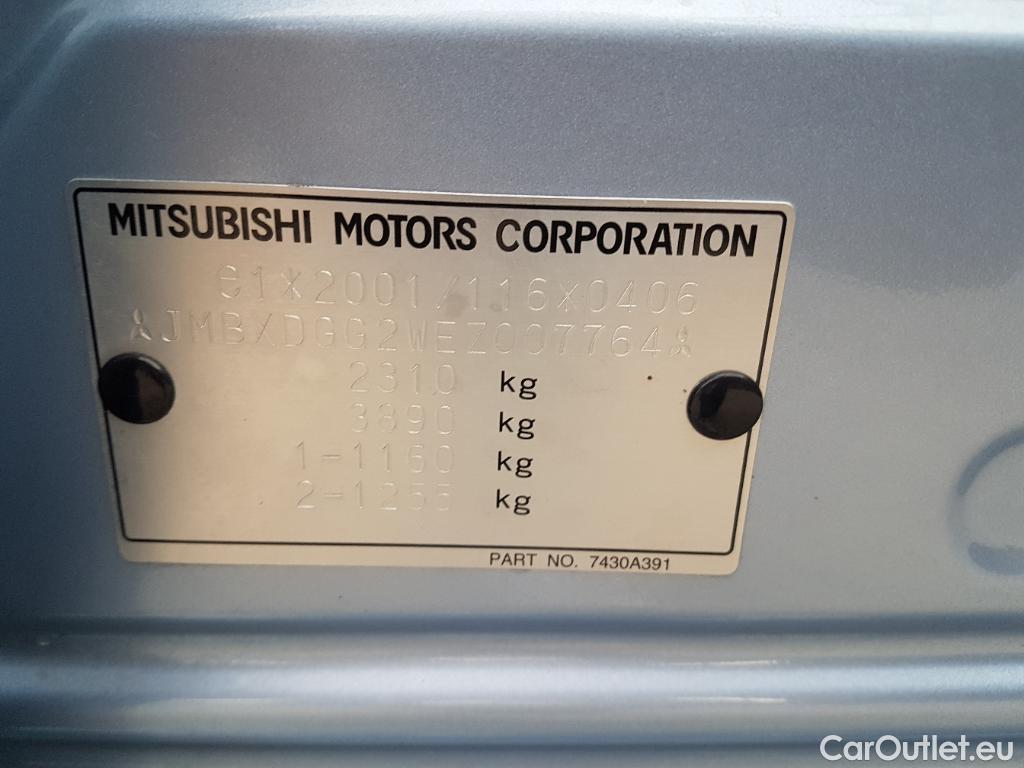 MITSUBISHI MOTORS CORPORATION
e1*2001/116*0406
JMBXDGG2WEZ007764
2310 kg
3890 kg
1-1160 kg
2-1255 kg
PART NO. 7430A391
CarOutlet.eu